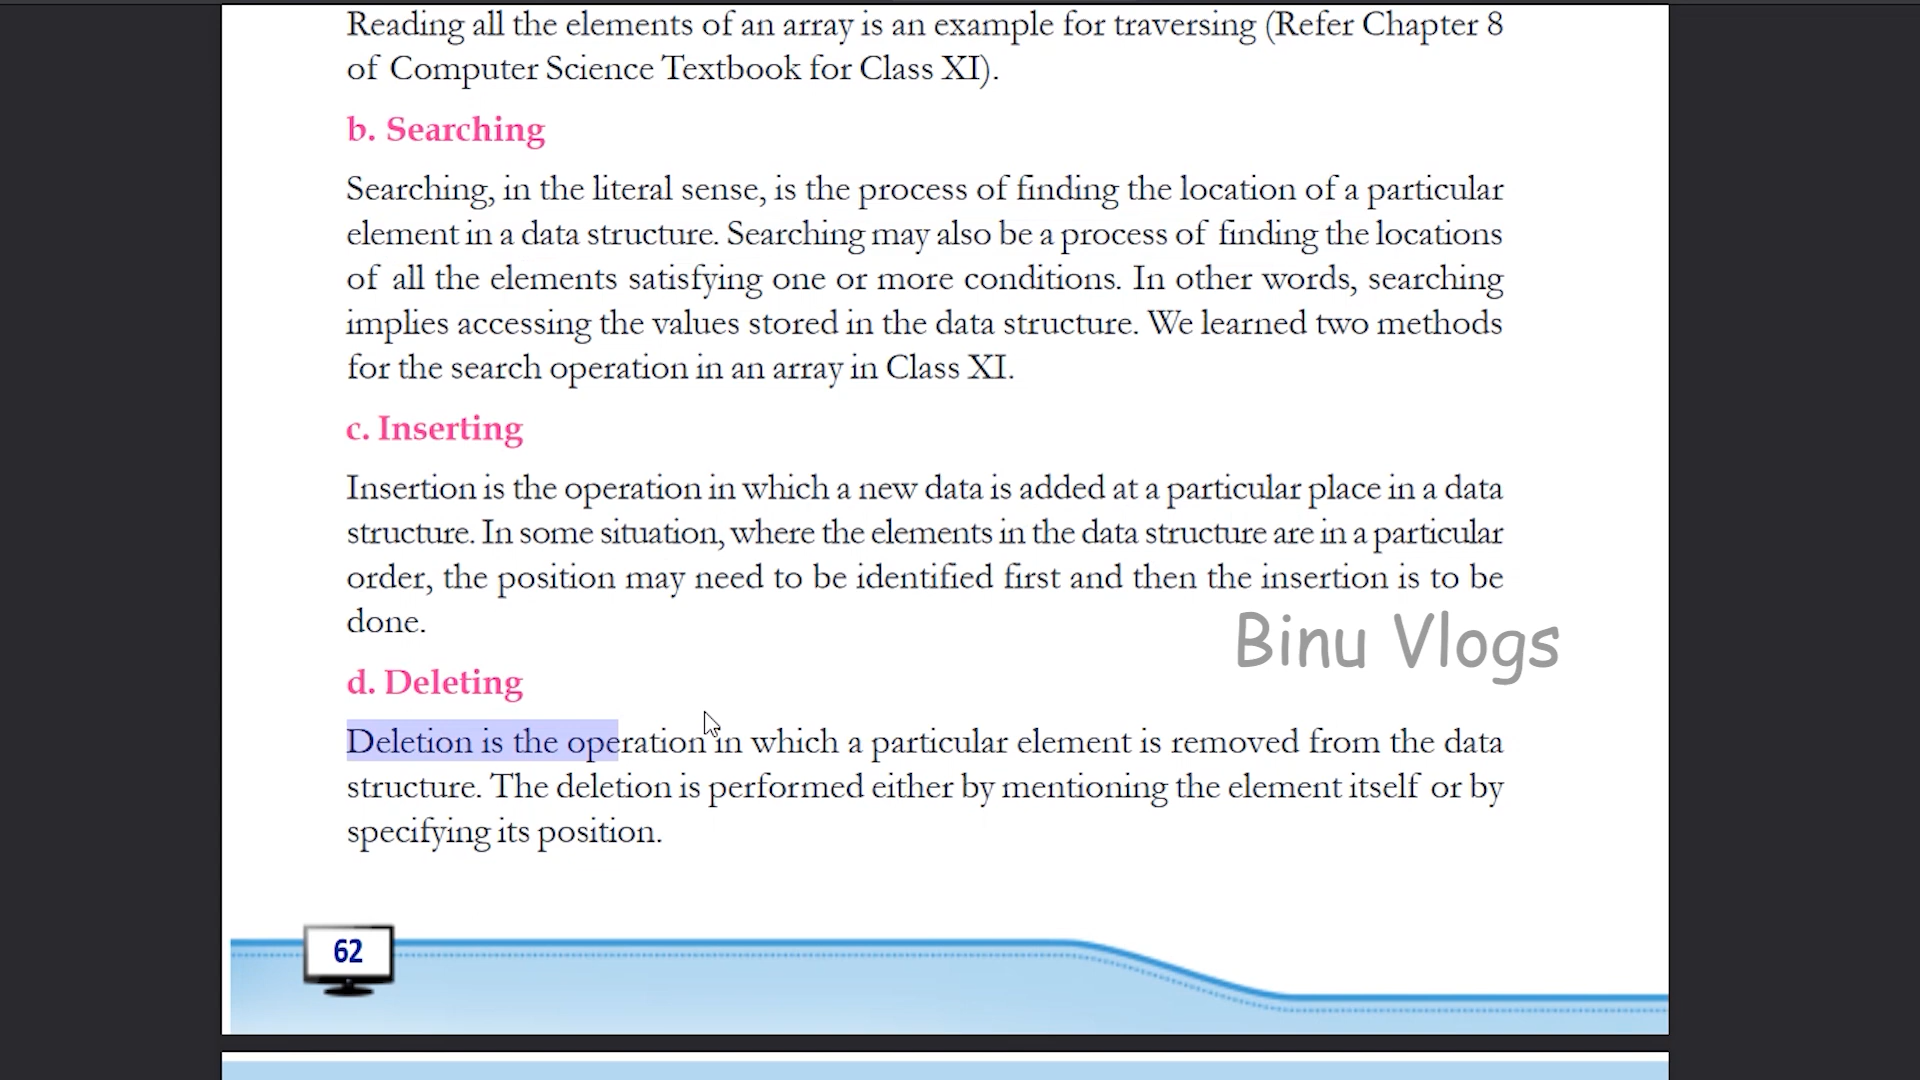 Reading all the elements of an array is an example for traversing (Refer Chapter 8
of Computer Science Textbook for Class XI).
b. Searching
Searching, in the literal sense, is the process of finding the location of a particular
element in a data structure. Searching may also be a process of finding the locations
of all the elements satisfying one or more conditions. In other words, searching
implies accessing the values stored in the data structure. We learned two methods
for the search operation in an array in Class XI.
c. Inserting
Insertion is the operation in which a new data is added at a particular place in a data
structure. In some situation, where the elements in the data structure are in a particular
order, the position may need to be identified first and then the insertion is to be
done.
Binu Vlogs
d. Deleting
Deletion is the operation in which a particular element is removed from the data
structure. The deletion is performed either by mentioning the element itself or by
specifying its position.
62